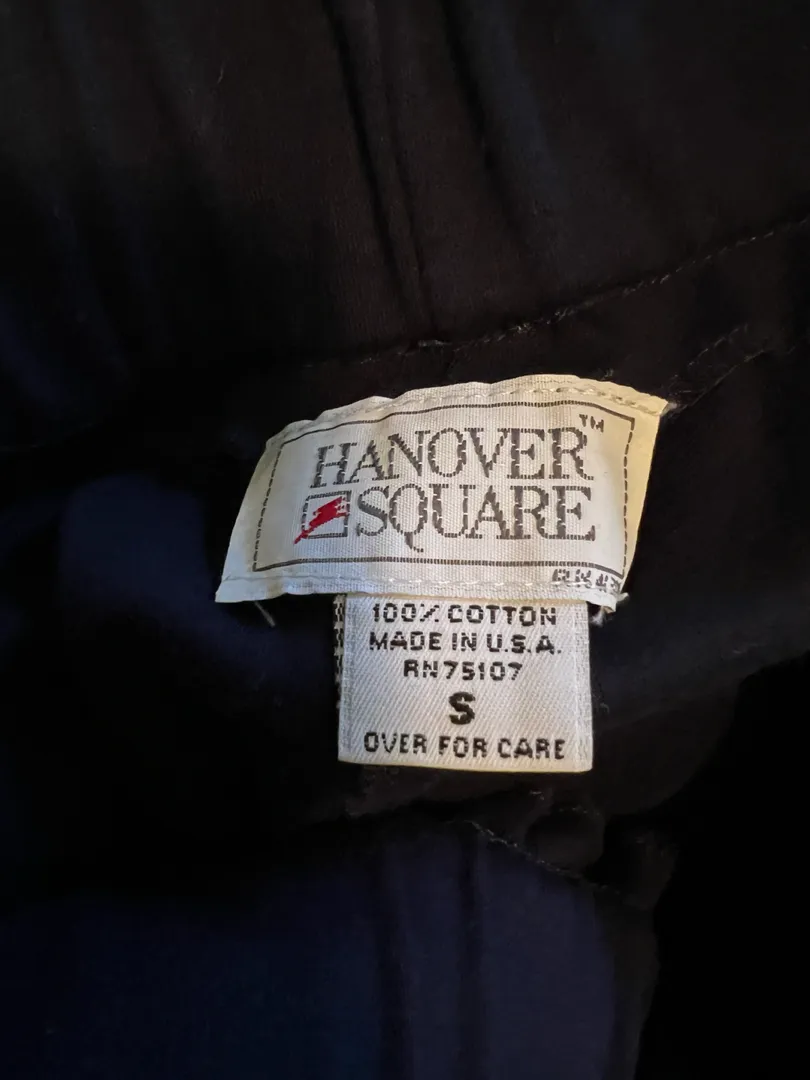 HANOVER™
SQUARE
100% COTTON
MADE IN U.S.A.
RN75107
S
OVER FOR CARE